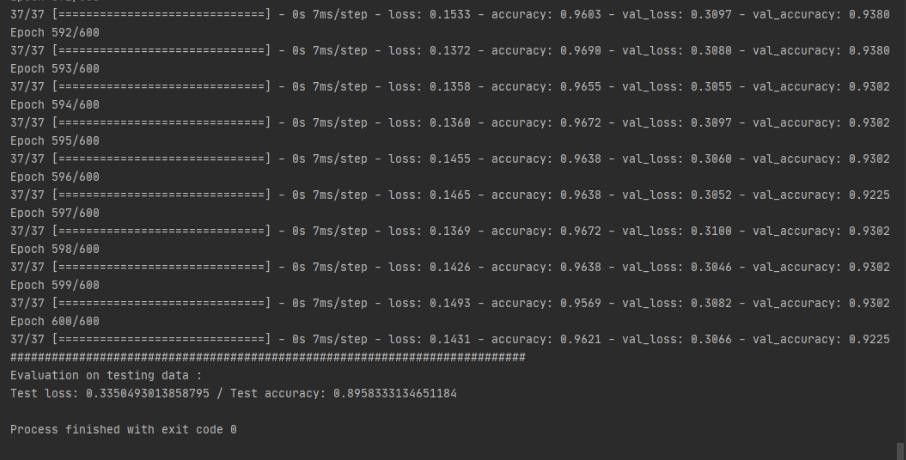 37/37 [==============================] - 0s 7ms/step - loss: 0.1533 - accuracy: 0.9603 - val_loss: 0.3097 - val_accuracy: 0.9380
Epoch 592/600
37/37 [==============================] - 0s 7ms/step - loss: 0.1372 - accuracy: 0.9690 - val_loss: 0.3080 - val_accuracy: 0.9380
Epoch 593/600
37/37 [==============================] - 0s 7ms/step - loss: 0.1358 - accuracy: 0.9655 - val_loss: 0.3055 - val_accuracy: 0.9302
Epoch 594/600
37/37 [==============================] - 0s 7ms/step - loss: 0.1360 - accuracy: 0.9672 - val_loss: 0.3097 - val_accuracy: 0.9302
Epoch 595/600
37/37 [==============================] - 0s 7ms/step - loss: 0.1455 - accuracy: 0.9638 - val_loss: 0.3060 - val_accuracy: 0.9302
Epoch 596/600
37/37 [==============================] - 0s 7ms/step - loss: 0.1465 - accuracy: 0.9638 - val_loss: 0.3052 - val_accuracy: 0.9225
Epoch 597/600
37/37 [==============================] - 0s 7ms/step - loss: 0.1369 - accuracy: 0.9672 - val_loss: 0.3100 - val_accuracy: 0.9302
Epoch 598/600
37/37 [==============================] - 0s 7ms/step - loss: 0.1426 - accuracy: 0.9638 - val_loss: 0.3046 - val_accuracy: 0.9302
Epoch 599/600
37/37 [==============================] - 0s 7ms/step - loss: 0.1493 - accuracy: 0.9569 - val_loss: 0.3082 - val_accuracy: 0.9302
Epoch 600/600
37/37 [==============================] - 0s 7ms/step - loss: 0.1431 - accuracy: 0.9621 - val_loss: 0.3066 - val_accuracy: 0.9225
###########################################################################
Evaluation on testing data :
Test loss: 0.3350493013858795 / Test accuracy: 0.8958333134651184
Process finished with exit code 0